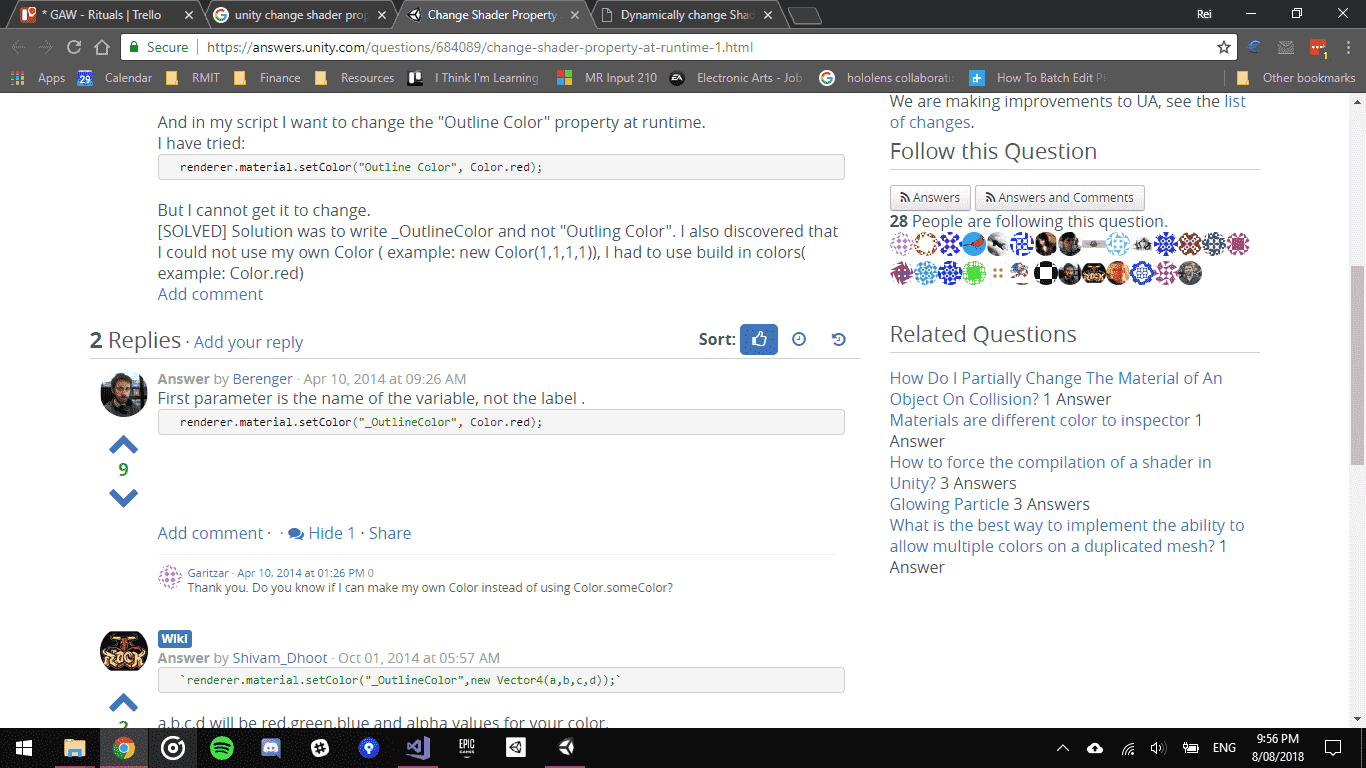 * GAW - Rituals | Trello
unity change shader prop
Change Shader Property
Dynamically change Shad
Rei
Secure
https://answers.unity.com/questions/684089/change-shader-property-at-runtime-1.html
Apps
29
Calendar
RMIT
Finance
Resources
I Think I'm Learning
MR Input 210
EA
Electronic Arts - Job
hololens collaborati
How To Batch Edit P
Other bookmarks
1
And in my script I want to change the "Outline Color" property at runtime.
I have tried:
renderer.material.setColor("Outline Color", Color.red);
But I cannot get it to change.
[SOLVED] Solution was to write _OutlineColor and not "Outling Color". I also discovered that
I could not use my own Color ( example: new Color(1,1,1,1)), I had to use build in colors(
example: Color.red)
Add comment
2 Replies · Add your reply
Sort:
Answer by Berenger · Apr 10, 2014 at 09:26 AM
First parameter is the name of the variable, not the label .
renderer.material.setColor("_OutlineColor", Color.red);
9
Add comment · · Hide 1 · Share
Garitzar · Apr 10, 2014 at 01:26 PM 0
Thank you. Do you know if I can make my own Color instead of using Color.someColor?
Wiki
ROCK
Answer by Shivam_Dhoot · Oct 01, 2014 at 05:57 AM
`renderer.material.setColor("_OutlineColor",new Vector4(a,b,c,d));`
2
a,b,c,d will be red,green,blue and alpha values for your color.
We are making improvements to UA, see the list
of changes.
Follow this Question
Answers
Answers and Comments
28 People are following this question.
Related Questions
How Do I Partially Change The Material of An
Object On Collision? 1 Answer
Materials are different color to inspector 1
Answer
How to force the compilation of a shader in
Unity? 3 Answers
Glowing Particle 3 Answers
What is the best way to implement the ability to
allow multiple colors on a duplicated mesh? 1
Answer
EPIC
GAMES
ENG
9:56 PM
8/08/2018